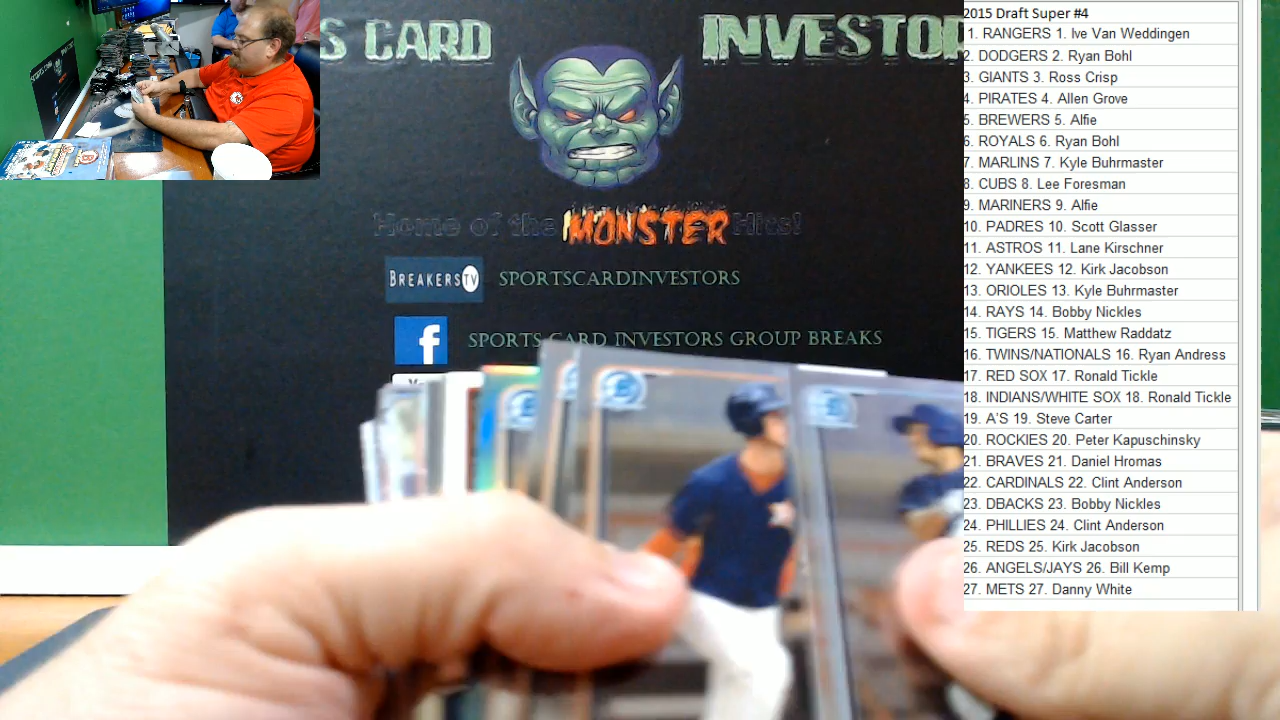 S CARD INVESTOR
Home of the MONSTER Hits!
BREAKERSTV SPORTSCARDINVESTORS
f SPORTS CARD INVESTORS GROUP BREAKS
2015 Draft Super #4
1. RANGERS 1. Ive Van Weddingen
2. DODGERS 2. Ryan Bohl
3. GIANTS 3. Ross Crisp
4. PIRATES 4. Allen Grove
5. BREWERS 5. Alfie
6. ROYALS 6. Ryan Bohl
7. MARLINS 7. Kyle Buhrmaster
8. CUBS 8. Lee Foresman
9. MARINERS 9. Alfie
10. PADRES 10. Scott Glasser
11. ASTROS 11. Lane Kirschner
12. YANKEES 12. Kirk Jacobson
13. ORIOLES 13. Kyle Buhrmaster
14. RAYS 14. Bobby Nickles
15. TIGERS 15. Matthew Raddatz
16. TWINS/NATIONALS 16. Ryan Andress
17. RED SOX 17. Ronald Tickle
18. INDIANS/WHITE SOX 18. Ronald Tickle
19. A'S 19. Steve Carter
20. ROCKIES 20. Peter Kapuschinsky
21. BRAVES 21. Daniel Hromas
22. CARDINALS 22. Clint Anderson
23. DBACKS 23. Bobby Nickles
24. PHILLIES 24. Clint Anderson
25. REDS 25. Kirk Jacobson
26. ANGELS/JAYS 26. Bill Kemp
27. METS 27. Danny White